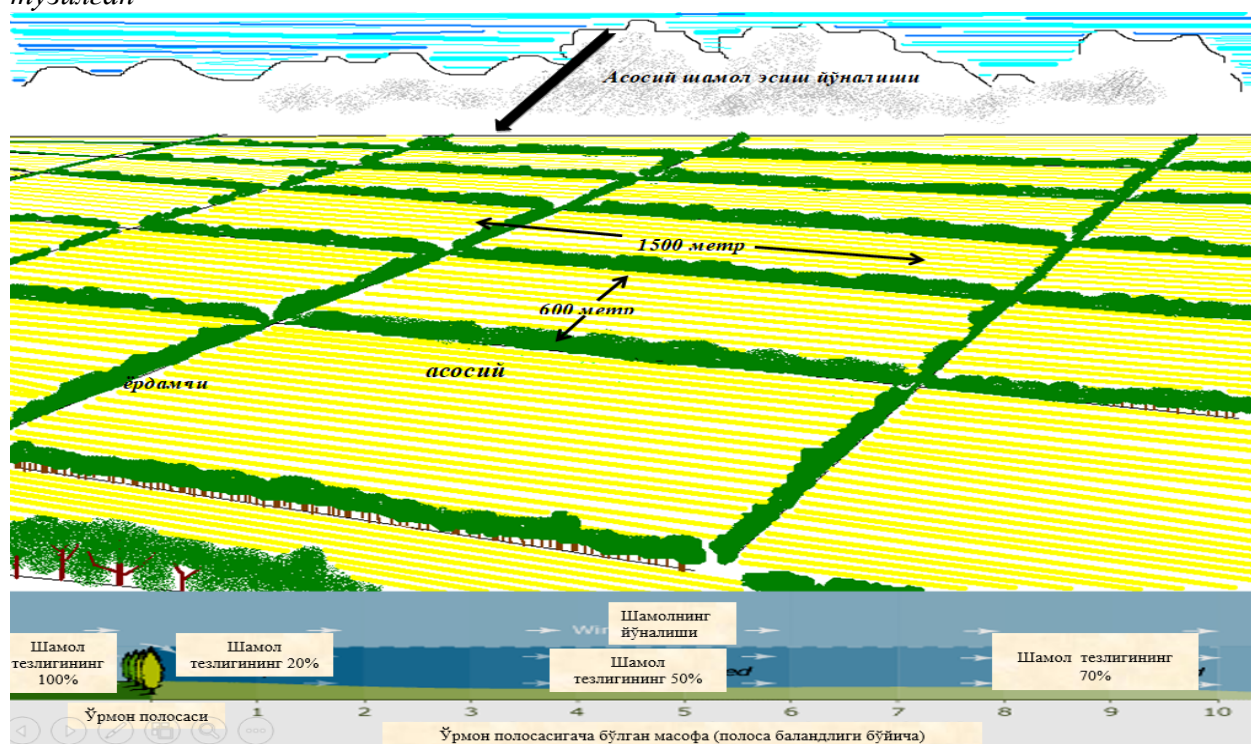 тузилган
Асосий шамол эсиш йўналиши
1500 метр
600 метр
асосий
ёрдамчи
Шамолнинг
йўналиши
Шамол
тезлигининг
100%
Шамол
тезлигининг 20%
Шамол
тезлигининг 50%
Шамол тезлигининг
70%
Ўрмон полосаси
1 2 3 4 5 6 7 8 9 10
Ўрмон полосасигача бўлган масофа (полоса баландлиги бўйича)